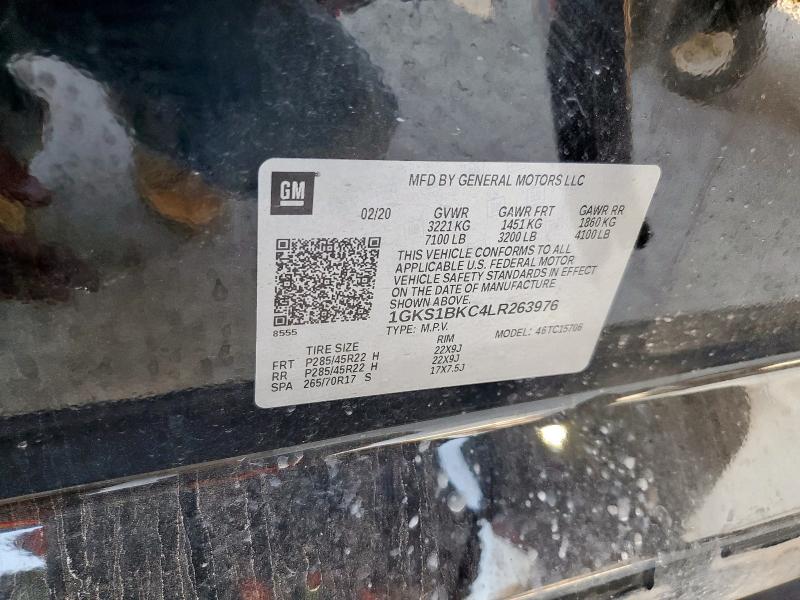 GM
MFD BY GENERAL MOTORS LLC
02/20 GVWR GAWR FRT GAWR RR
3221 KG 1451 KG 1860 KG
7100 LB 3200 LB 4100 LB
THIS VEHICLE CONFORMS TO ALL
APPLICABLE U.S. FEDERAL MOTOR
VEHICLE SAFETY STANDARDS IN EFFECT
ON THE DATE OF MANUFACTURE
SHOWN ABOVE.
1GKS1BKC4LR263976
8555
TYPE: M.P.V. MODEL: 46TC15706
TIRE SIZE RIM
FRT P285/45R22 H 22X9J
RR P285/45R22 H 22X9J
SPA 265/70R17 S 17X7.5J